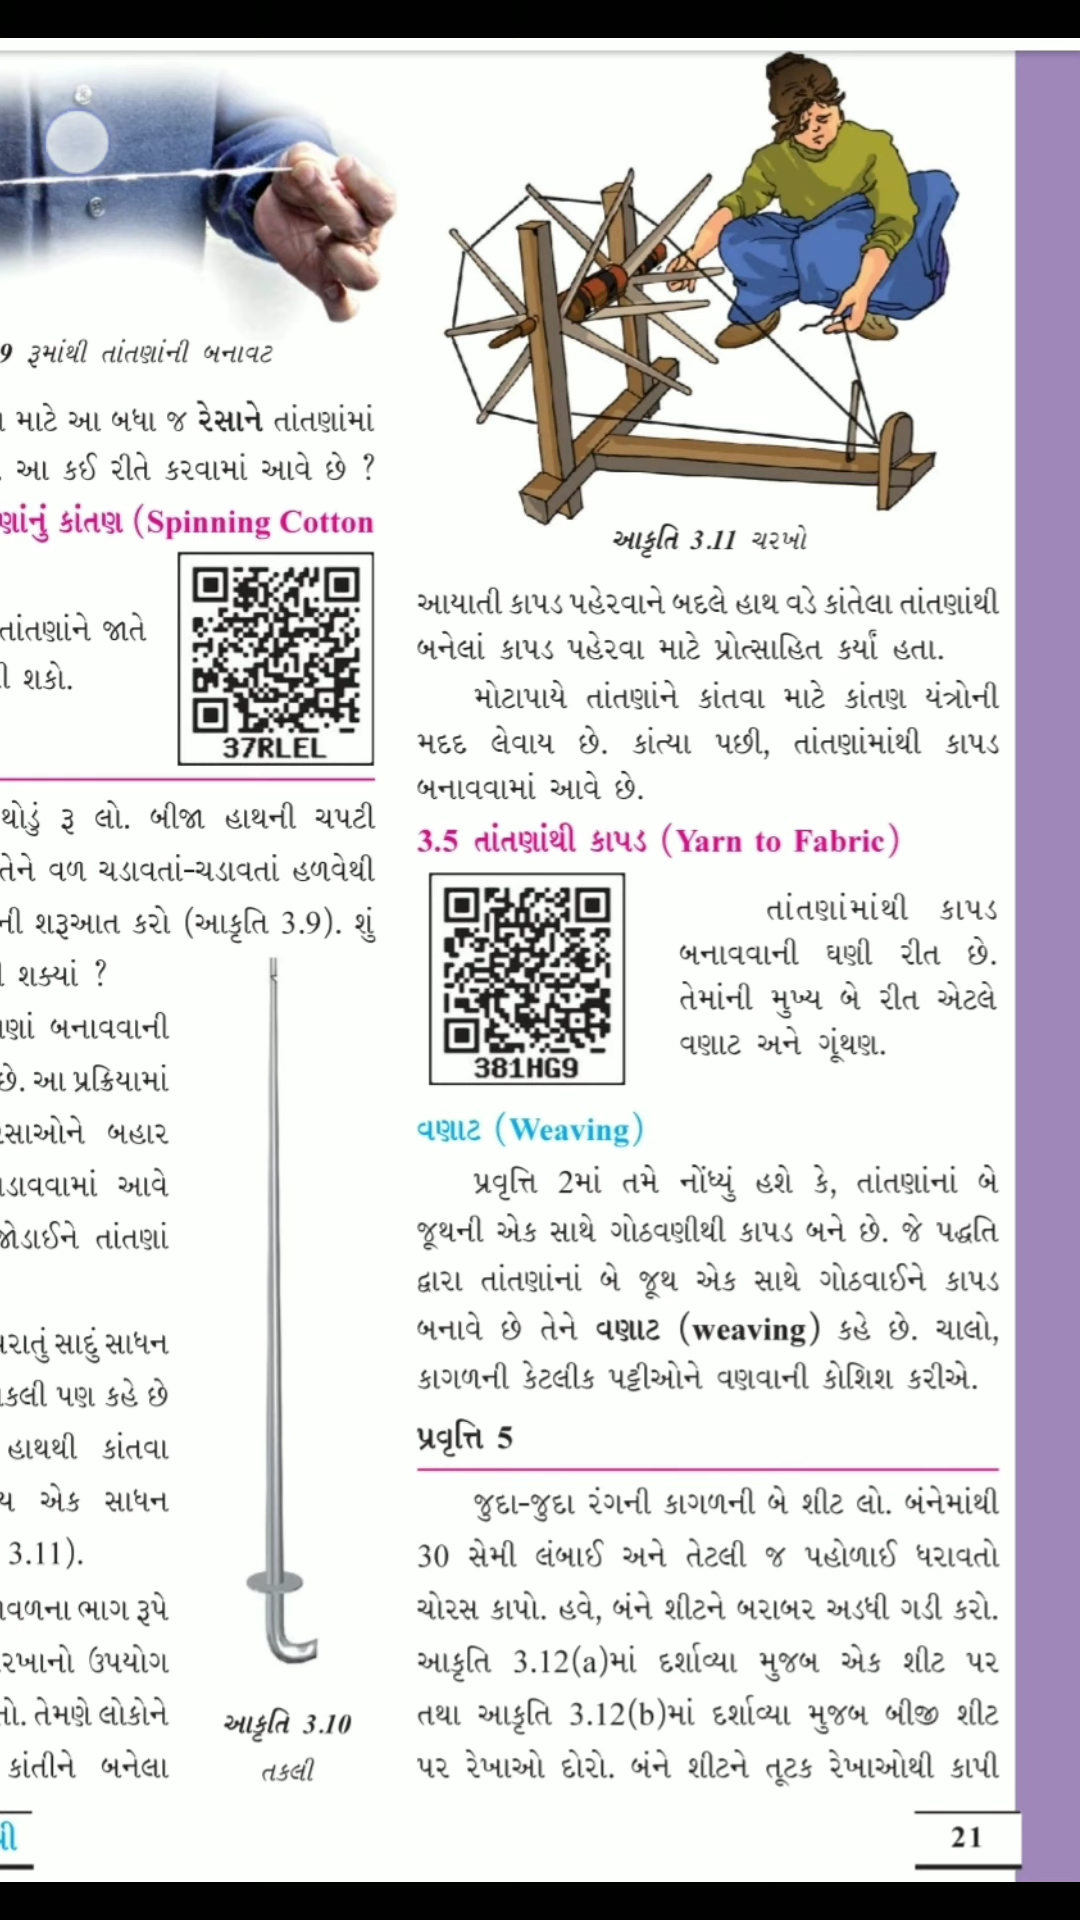 9 રૂમાંથી તાંતણાંની બનાવટ
માટે આ બધા જ રેસાને તાંતણાંમાં
આ કઈ રીતે કરવામાં આવે છે ?
કાંતણ (Spinning Cotton
37RLEL
તાંતણાંને જાતે
શકો.
થોડું રૂ લો. બીજા હાથની ચપટી
તેને વળ ચડાવતાં-ચડાવતાં હળવેથી
ની શરૂઆત કરો (આકૃતિ 3.9). શું
શક્યાં ?
બનાવવાની
છે. આ પ્રક્રિયામાં
બહાર
આવે
જોડાઈને તાંતણાં
સાદું સાધન
પણ કહે છે
હાથથી કાંતવા
એક સાધન
3.11).
ભાગ રૂપે
ઉપયોગ
તેમણે લોકોને
કાંતીને બનેલા
આકૃતિ 3.10
તકલી
આકૃતિ 3.11 ચરખો
આયાતી કાપડ પહેરવાને બદલે હાથ વડે કાંતેલા તાંતણાંથી
બનેલાં કાપડ પહેરવા માટે પ્રોત્સાહિત કર્યાં હતા.
મોટાપાયે તાંતણાંને કાંતવા માટે કાંતણ યંત્રોની
મદદ લેવાય છે. કાંત્યા પછી, તાંતણાંમાંથી કાપડ
બનાવવામાં આવે છે.
3.5 તાંતણાંથી કાપડ (Yarn to Fabric)
381HG9
તાંતણાંમાંથી કાપડ
બનાવવાની ઘણી રીત છે.
તેમાંની મુખ્ય બે રીત એટલે
વણાટ અને ગૂંથણ.
વણાટ (Weaving)
પ્રવૃત્તિ 2માં તમે નોંધ્યું હશે કે, તાંતણાંનાં બે
જૂથની એક સાથે ગોઠવણીથી કાપડ બને છે. જે પદ્ધતિ
દ્વારા તાંતણાંનાં બે જૂથ એક સાથે ગોઠવાઈને કાપડ
બનાવે છે તેને વણાટ (weaving) કહે છે. ચાલો,
કાગળની કેટલીક પટ્ટીઓને વણવાની કોશિશ કરીએ.
પ્રવૃત્તિ 5
જુદા-જુદા રંગની કાગળની બે શીટ લો. બંનેમાંથી
30 સેમી લંબાઈ અને તેટલી જ પહોળાઈ ધરાવતો
ચોરસ કાપો. હવે, બંને શીટને બરાબર અડધી ગડી કરો.
આકૃતિ 3.12(a)માં દર્શાવ્યા મુજબ એક શીટ પર
તથા આકૃતિ 3.12(b)માં દર્શાવ્યા મુજબ બીજી શીટ
પર રેખાઓ દોરો. બંને શીટને તૂટક રેખાઓથી કાપી
21